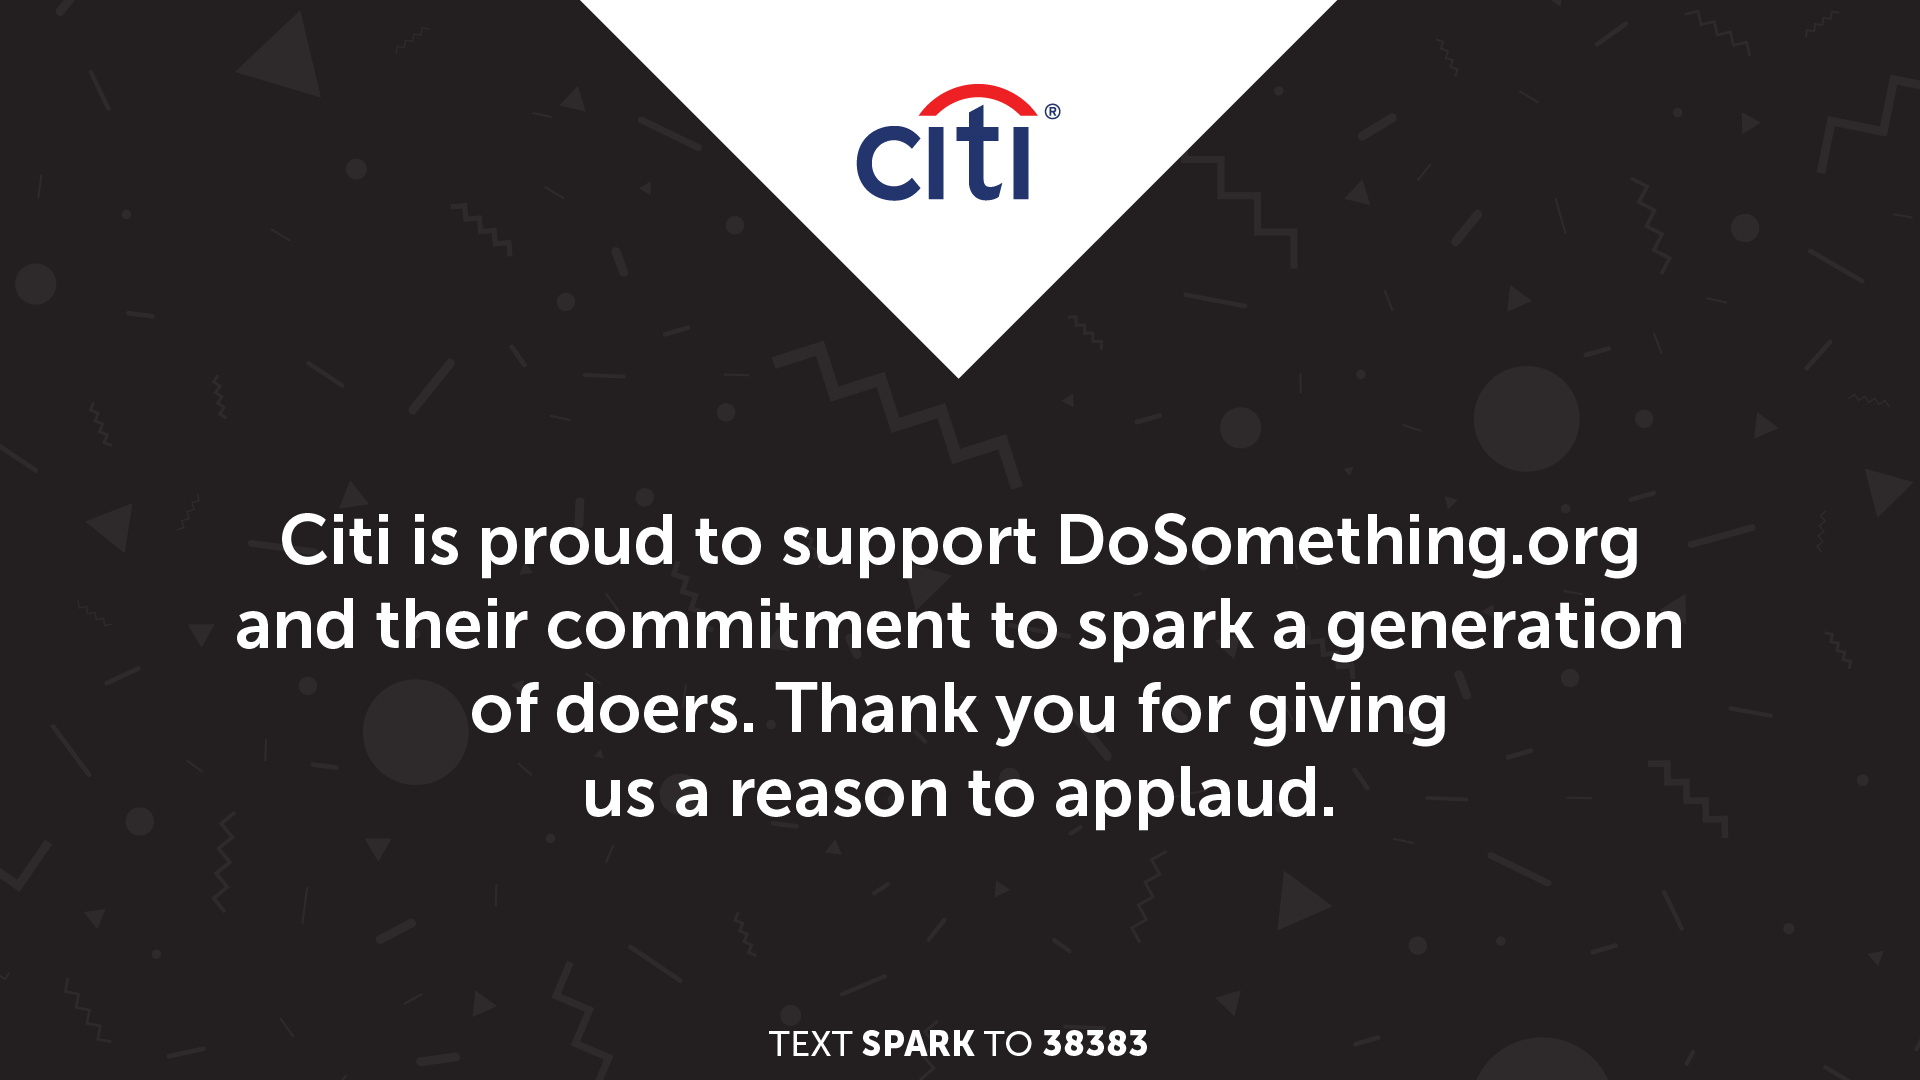 citi®
Citi is proud to support DoSomething.org
and their commitment to spark a generation
of doers. Thank you for giving
us a reason to applaud.
TEXT SPARK TO 38383